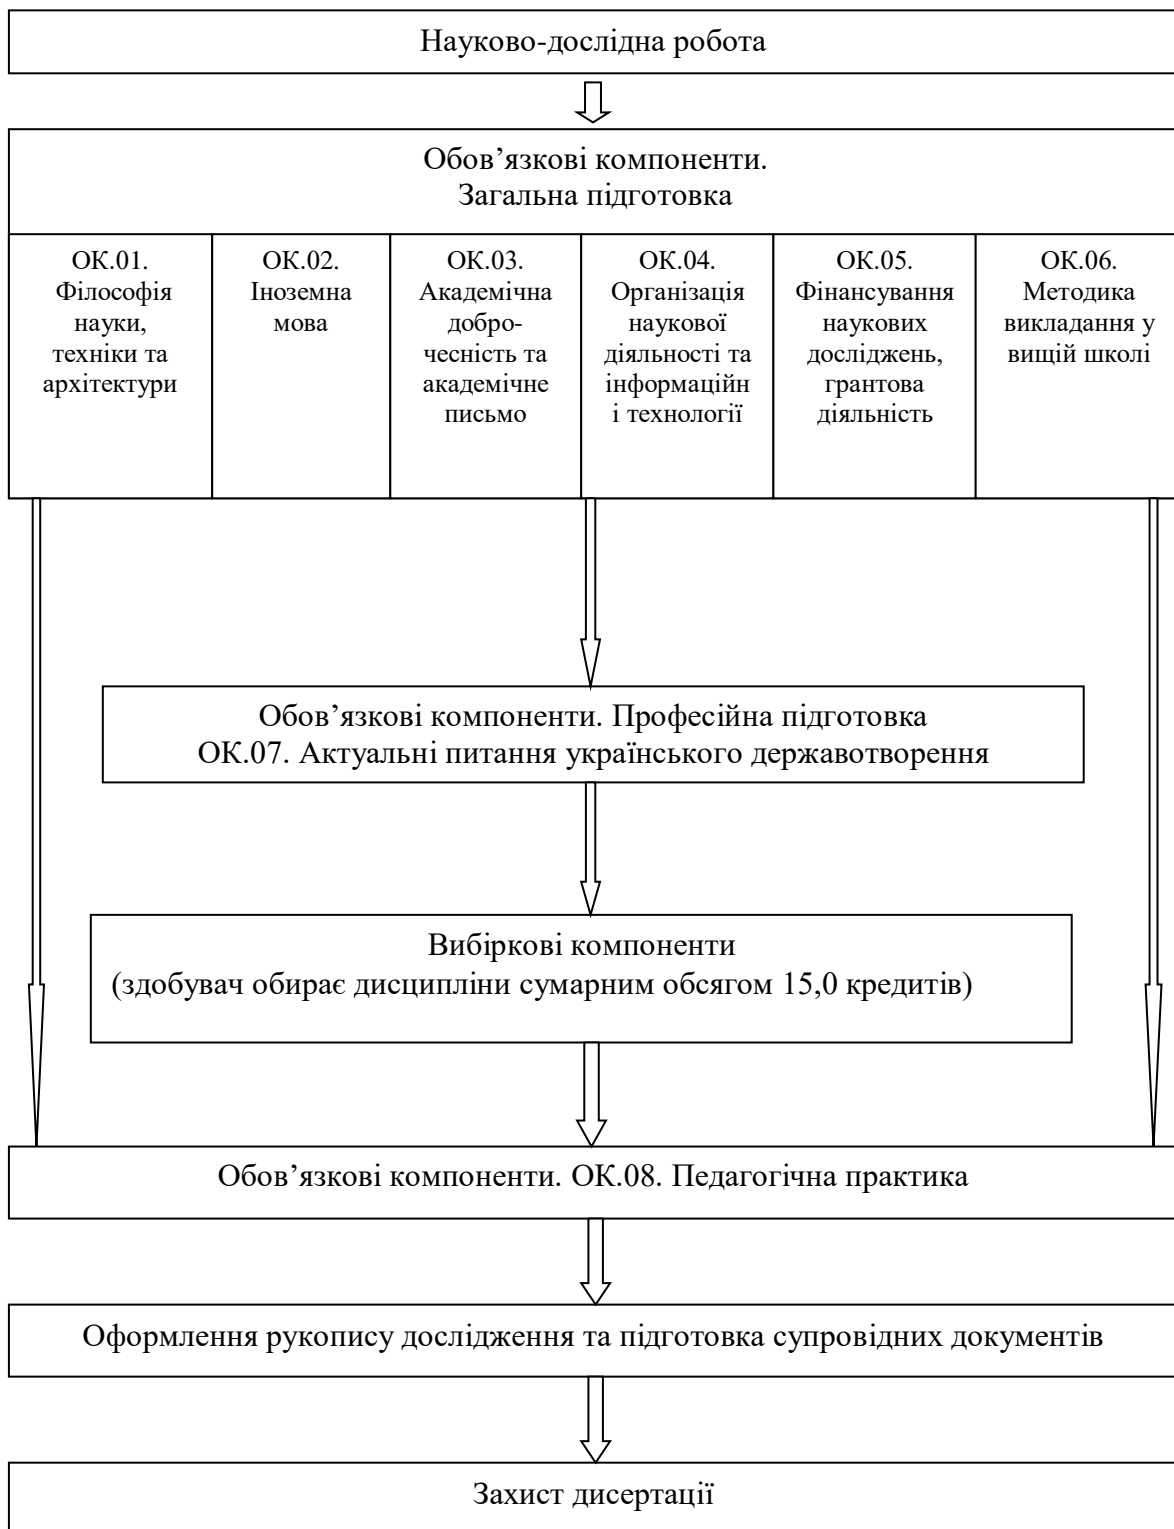 Науково-дослідна робота
Обов’язкові компоненти.
Загальна підготовка
ОК.01.
Філософія
науки,
техніки та
архітектури
ОК.02.
Іноземна
мова
ОК.03.
Академічна
добро-
чесність та
академічне
письмо
ОК.04.
Організація
наукової
діяльності та
інформаційн
і технології
ОК.05.
Фінансування
наукових
досліджень,
грантова
діяльність
ОК.06.
Методика
викладання у
вищій школі
Обов’язкові компоненти. Професійна підготовка
ОК.07. Актуальні питання українського державотворення
Вибіркові компоненти
(здобувач обирає дисципліни сумарним обсягом 15,0 кредитів)
Обов’язкові компоненти. ОК.08. Педагогічна практика
Оформлення рукопису дослідження та підготовка супровідних документів
Захист дисертації